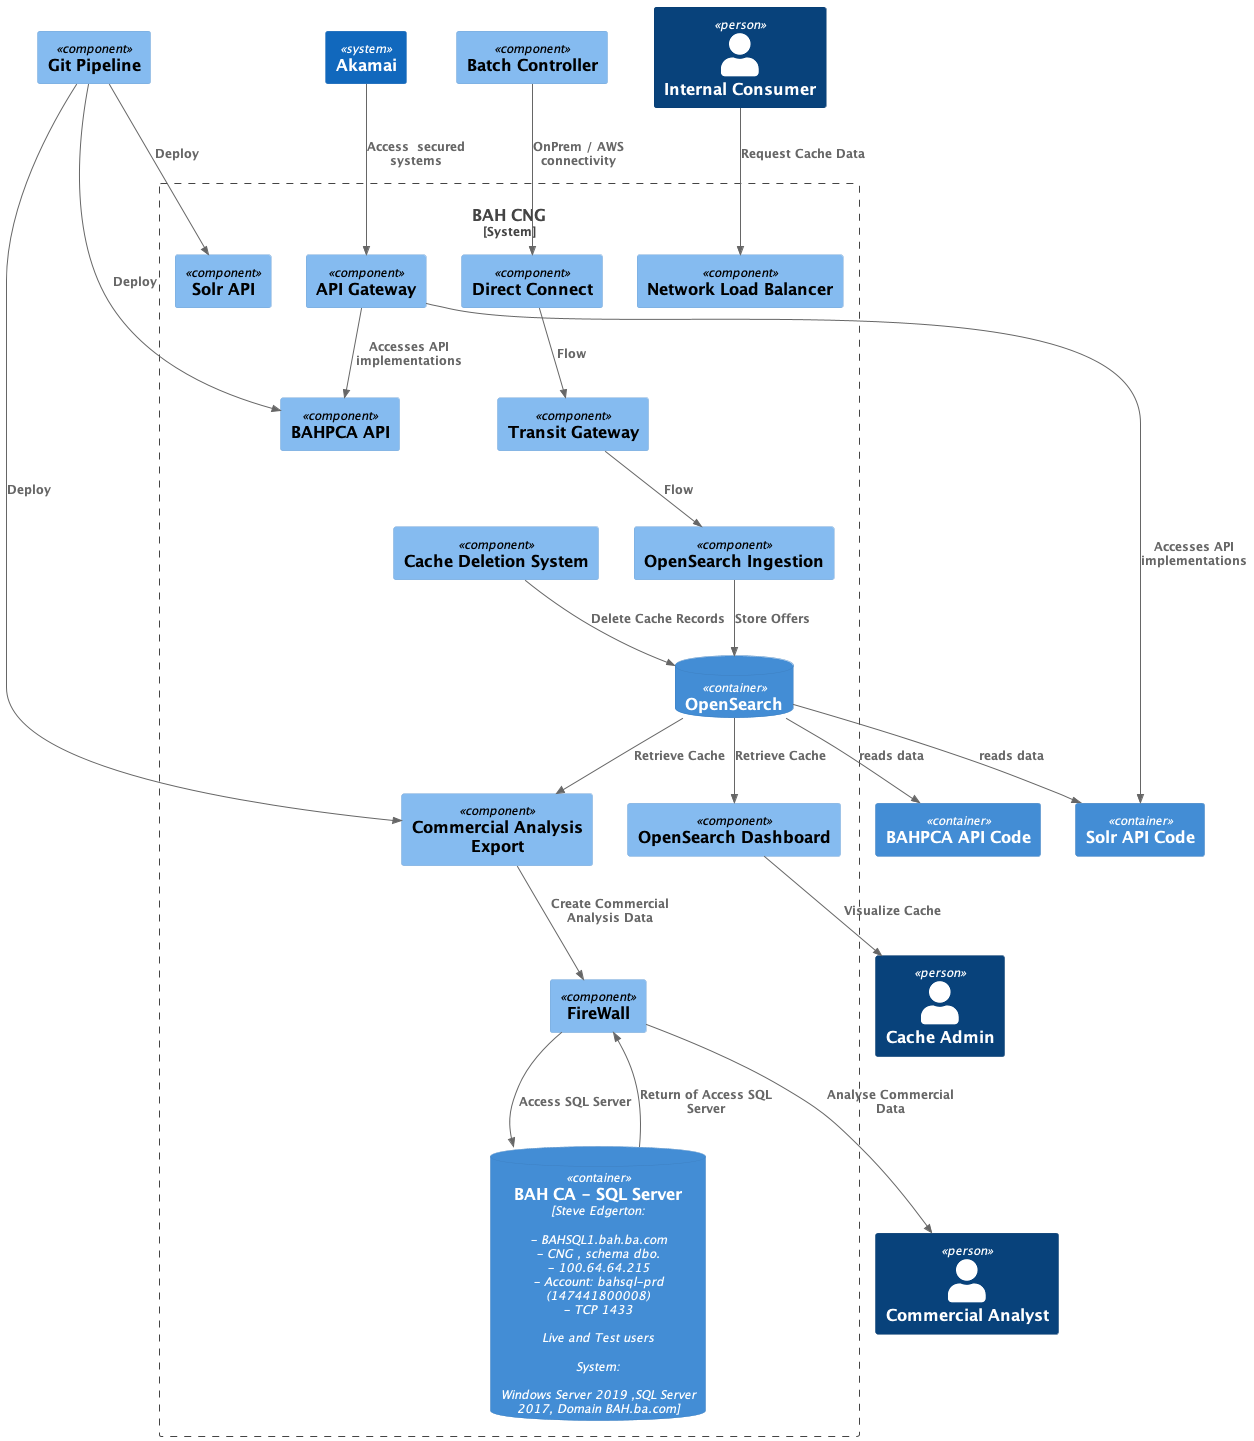 «component»
Git Pipeline
«system»
Akamai
«component»
Batch Controller
«person»
Internal Consumer
Deploy
Access  secured
systems
OnPrem / AWS
connectivity
Request Cache Data
BAH CNG
[System]
«component»
Solr API
«component»
API Gateway
«component»
Direct Connect
«component»
Network Load Balancer
Deploy
Accesses API
implementations
Flow
«component»
BAHPCA API
«component»
Transit Gateway
Deploy
Flow
«component»
Cache Deletion System
«component»
OpenSearch Ingestion
Accesses API
implementations
Delete Cache Records
Store Offers
«container»
OpenSearch
Retrieve Cache
Retrieve Cache
reads data
reads data
«component»
Commercial Analysis
Export
«component»
OpenSearch Dashboard
«container»
BAHPCA API Code
«container»
Solr API Code
Create Commercial
Analysis Data
Visualize Cache
«component»
FireWall
«person»
Cache Admin
Access SQL Server
Return of Access SQL
Server
Analyse Commercial
Data
«container»
BAH CA - SQL Server
[Steve Edgerton:
- BAHSQL1.bah.ba.com
- CNG , schema dbo.
- 100.64.64.215
- Account: bahsql-prd
(147441800008)
- TCP 1433
Live and Test users
System:
Windows Server 2019 ,SQL Server
2017, Domain BAH.ba.com]
«person»
Commercial Analyst